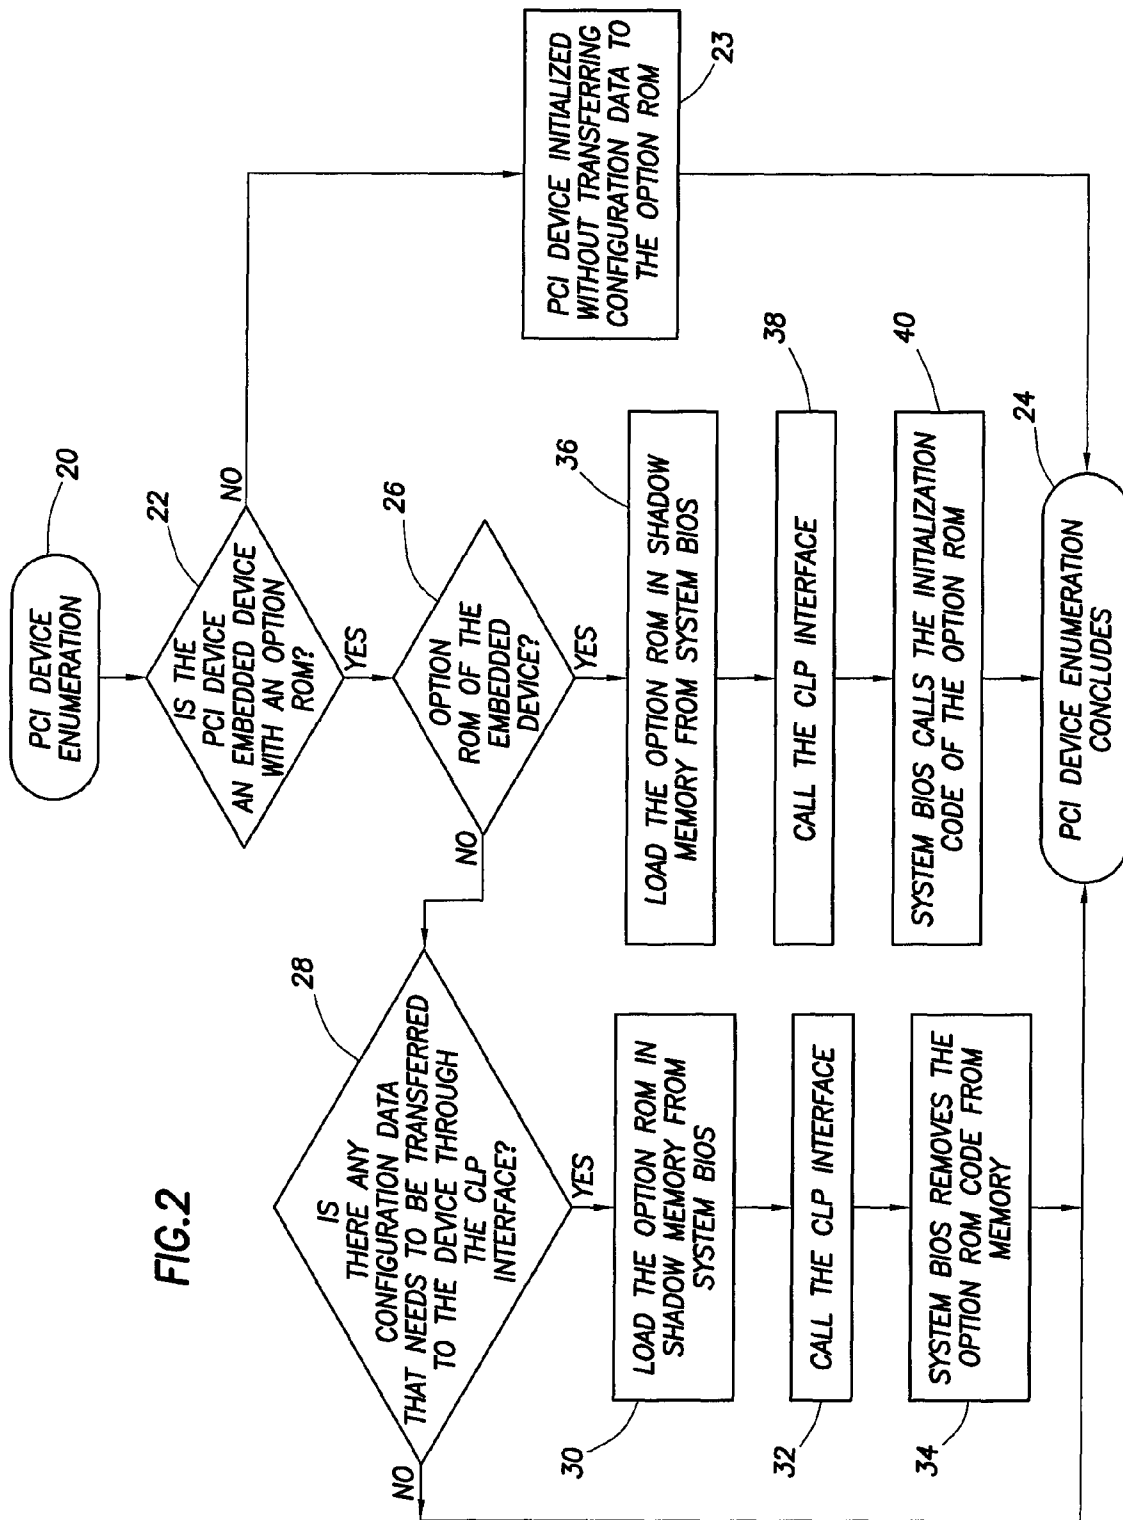 FIG.2
PCI DEVICE
ENUMERATION
20
IS THE
PCI DEVICE
AN EMBEDDED DEVICE
WITH AN OPTION
ROM?
22
NO
YES
PCI DEVICE INITIALIZED
WITHOUT TRANSFERRING
CONFIGURATION DATA TO
THE OPTION ROM
23
OPTION
ROM OF THE
EMBEDDED
DEVICE?
26
NO
YES
IS
THERE ANY
CONFIGURATION DATA
THAT NEEDS TO BE TRANSFERRED
TO THE DEVICE THROUGH
THE CLP
INTERFACE?
28
NO
YES
LOAD THE OPTION ROM IN
SHADOW MEMORY FROM
SYSTEM BIOS
30
CALL THE CLP INTERFACE
32
SYSTEM BIOS REMOVES THE
OPTION ROM CODE FROM
MEMORY
34
LOAD THE OPTION ROM IN SHADOW
MEMORY FROM SYSTEM BIOS
36
CALL THE CLP INTERFACE
38
SYSTEM BIOS CALLS THE INITIALIZATION
CODE OF THE OPTION ROM
40
PCI DEVICE ENUMERATION
CONCLUDES
24